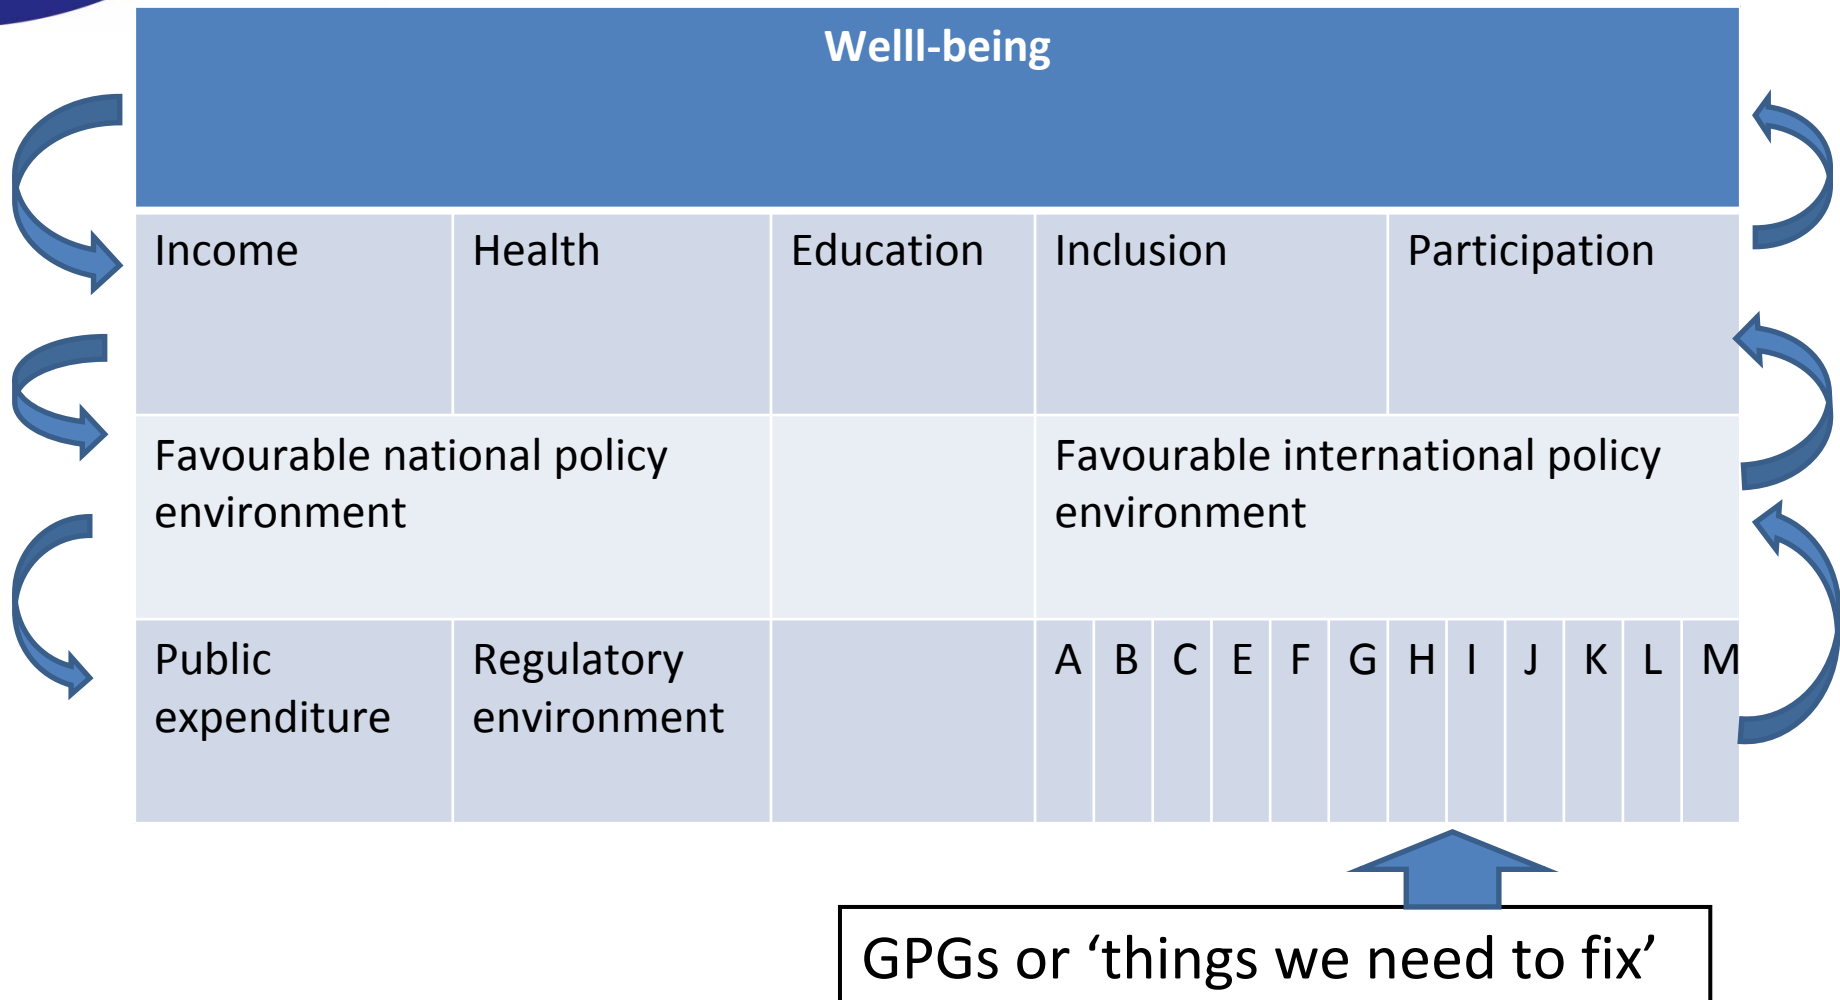 Welll-being
Income Health Education Inclusion Participation
Favourable national policy
environment
Favourable international policy
environment
Public
expenditure
Regulatory
environment
A B C E F G H I J K L M
GPGs or ‘things we need to fix’